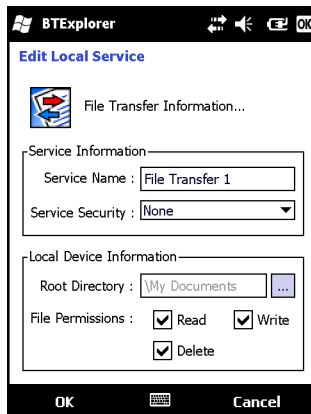 BTExplorer OK
Edit Local Service
File Transfer Information...
Service Information
Service Name : File Transfer 1
Service Security : None
Local Device Information
Root Directory : \My Documents ...
File Permissions : Read Write
Delete
OK Cancel